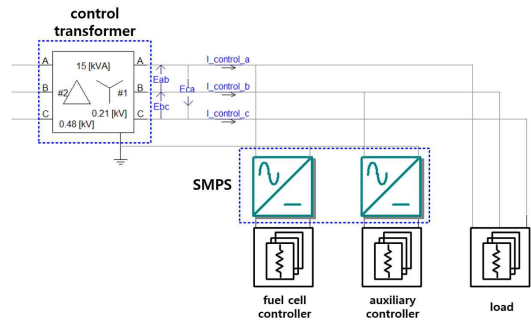 control
transformer
A
15 [kVA]
A
I_control_a
Eab
Eca
B
#2
#1
B
I_control_b
Ebc
0.21 [kV]
C
0.48 [kV]
C
I_control_c
SMPS
fuel cell
controller
auxiliary
controller
load